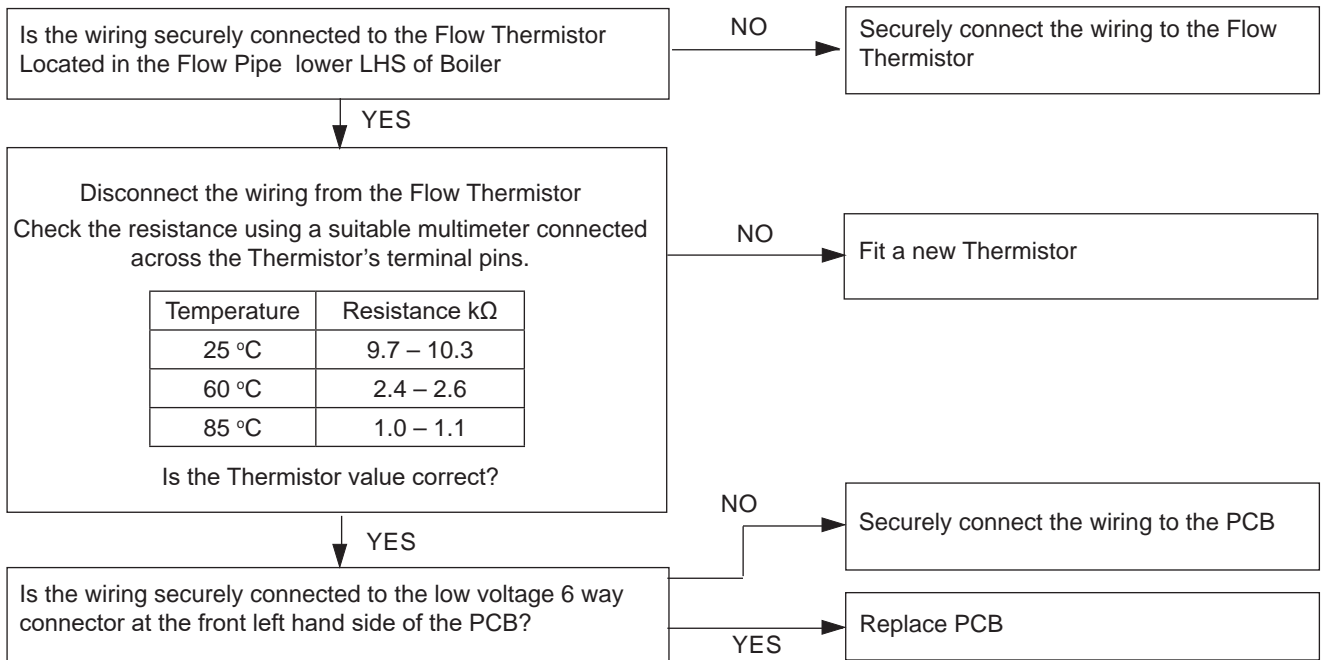 Is the wiring securely connected to the Flow Thermistor
Located in the Flow Pipe  lower LHS of Boiler
NO
Securely connect the wiring to the Flow
Thermistor
YES
Disconnect the wiring from the Flow Thermistor
Check the resistance using a suitable multimeter connected
across the Thermistor’s terminal pins.
Temperature Resistance kΩ
25 °C 9.7 – 10.3
60 °C 2.4 – 2.6
85 °C 1.0 – 1.1
Is the Thermistor value correct?
NO
Fit a new Thermistor
YES
Is the wiring securely connected to the low voltage 6 way
connector at the front left hand side of the PCB?
NO
Securely connect the wiring to the PCB
YES
Replace PCB